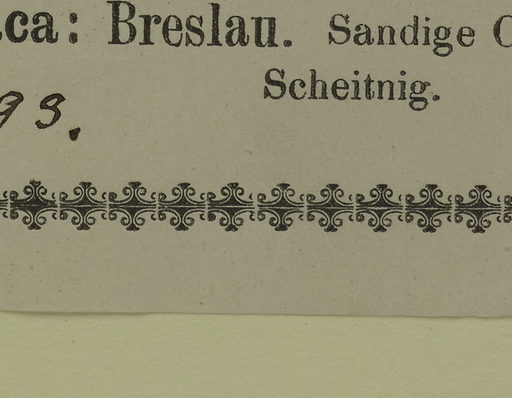 ca: Breslau. Sandige
Scheitnig.
93.